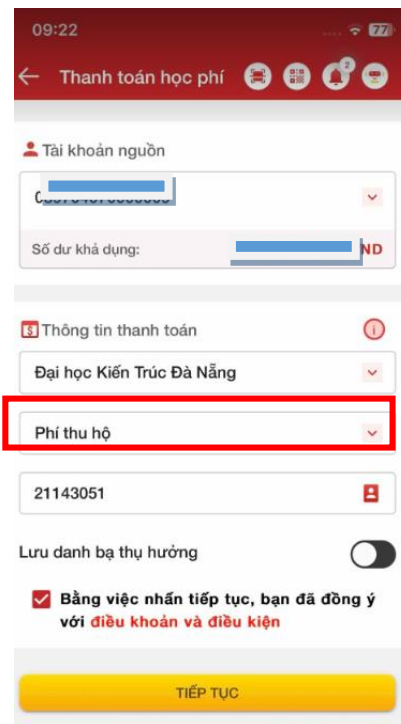 09:22
77
Thanh toán học phí
2
Tài khoản nguồn
Số dư khả dụng:
ND
Thông tin thanh toán
Đại học Kiến Trúc Đà Nẵng
Phí thu hộ
21143051
Lưu danh bạ thụ hưởng
Bằng việc nhấn tiếp tục, bạn đã đồng ý
với điều khoản và điều kiện
TIẾP TỤC